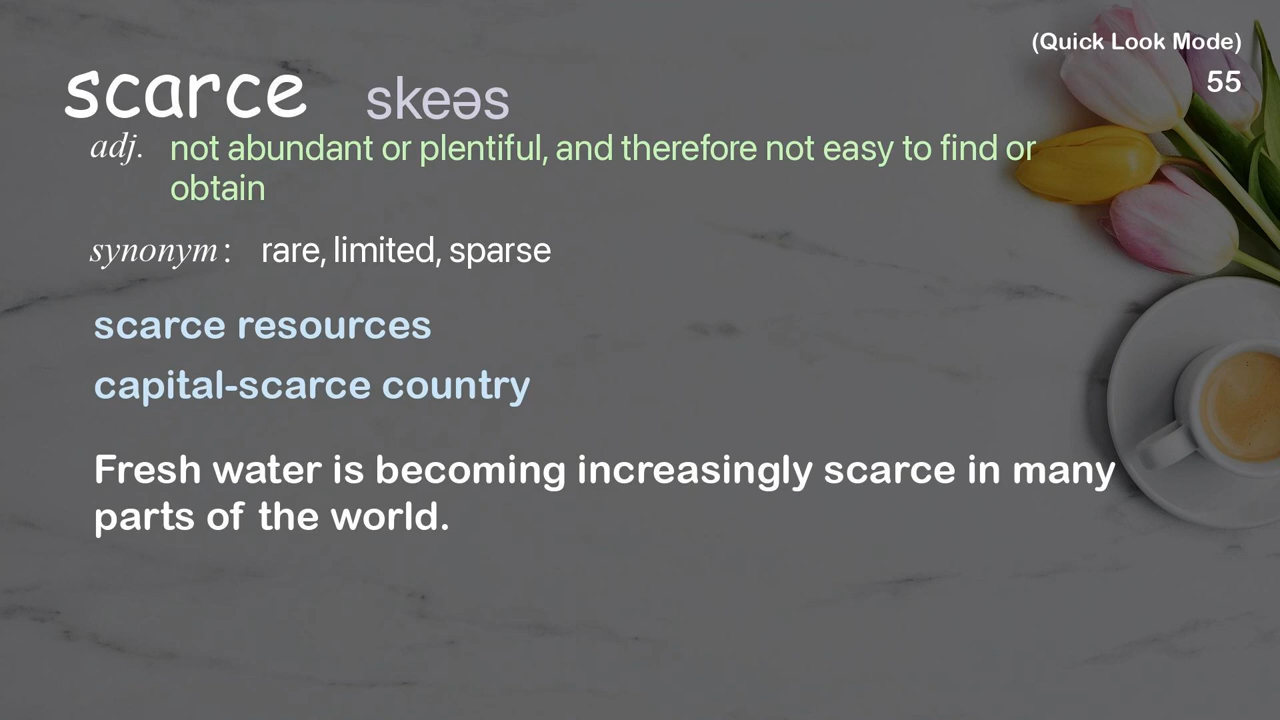 (Quick Look Mode)
55
scarce skeəs
adj. not abundant or plentiful, and therefore not easy to find or
obtain
synonym: rare, limited, sparse
scarce resources
capital-scarce country
Fresh water is becoming increasingly scarce in many
parts of the world.